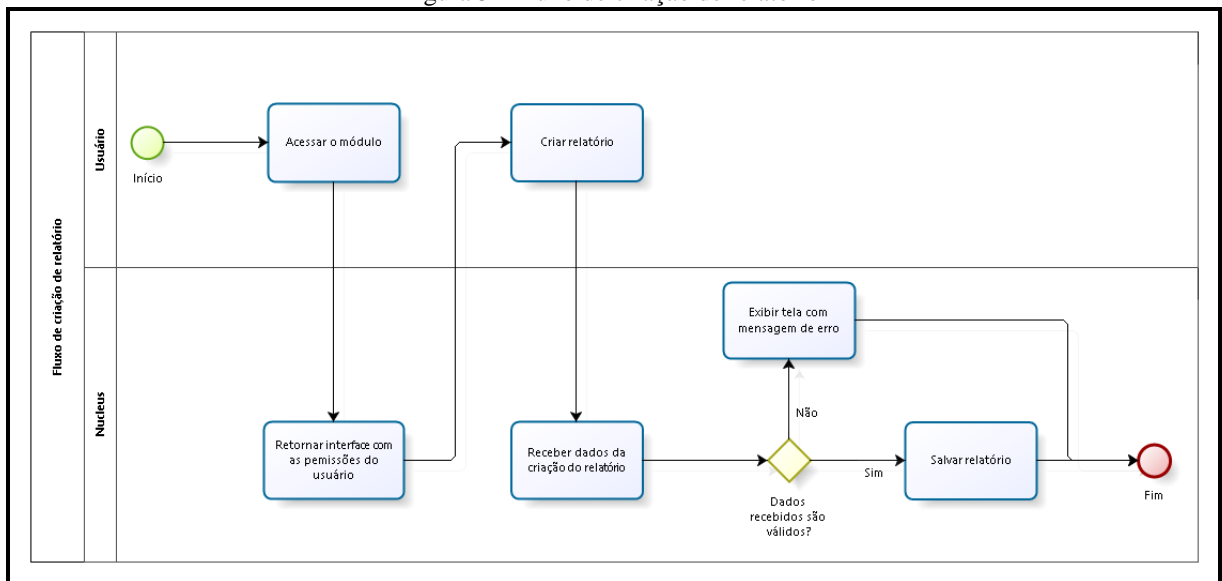 Fluxo de criação de relatório
Usuário
Início
Acessar o módulo
Criar relatório
Nucleus
Retornar interface com
as pemissões do
usuário
Receber dados da
criação do relatório
Dados
recebidos são
válidos?
Não
Exibir tela com
mensagem de erro
Sim
Salvar relatório
Fim